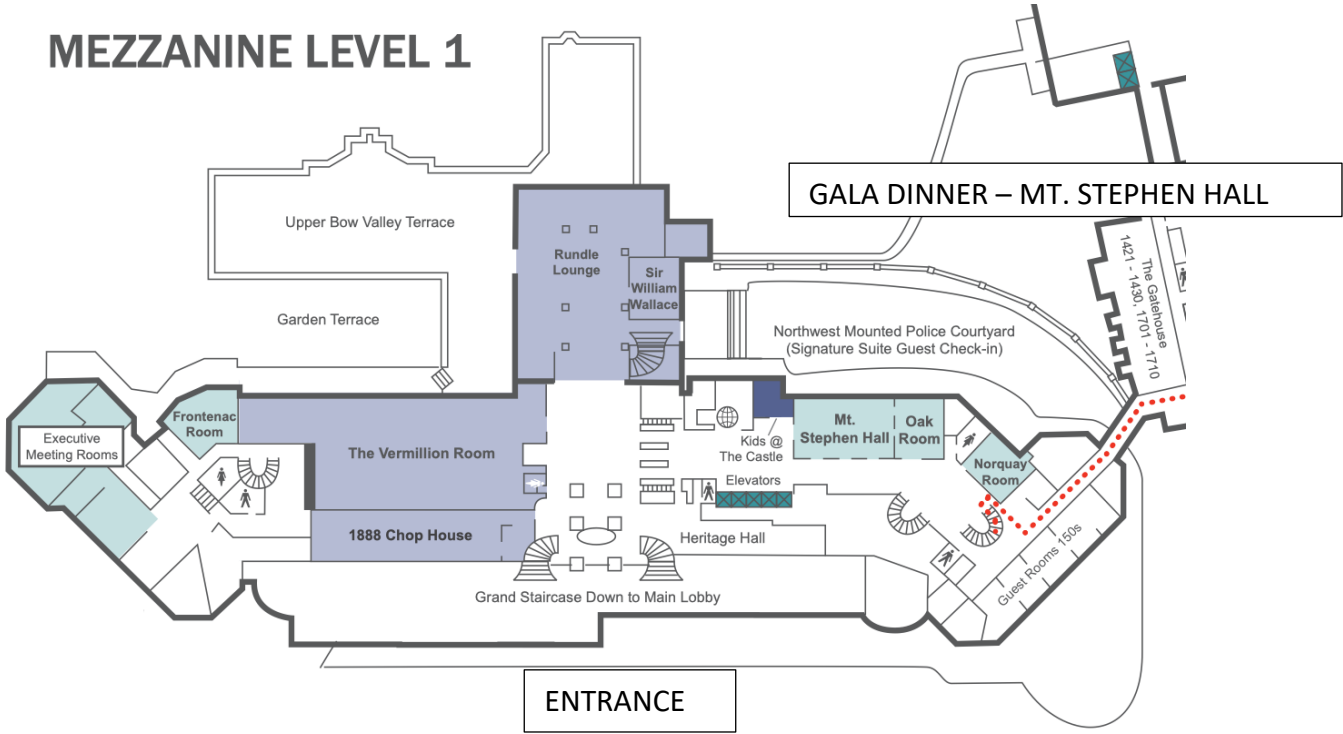 MEZZANINE LEVEL 1
GALA DINNER – MT. STEPHEN HALL
Upper Bow Valley Terrace
Rundle
Lounge
Sir
William
Wallace
The Gatehouse
1421 - 1430, 1701 - 1710
Garden Terrace
Northwest Mounted Police Courtyard
(Signature Suite Guest Check-in)
Frontenac
Room
Executive
Meeting Rooms
The Vermillion Room
Kids @
The Castle
Mt.
Stephen Hall
Oak
Room
Norquay
Room
Elevators
1888 Chop House
Heritage Hall
Guest Rooms 150s
Grand Staircase Down to Main Lobby
ENTRANCE